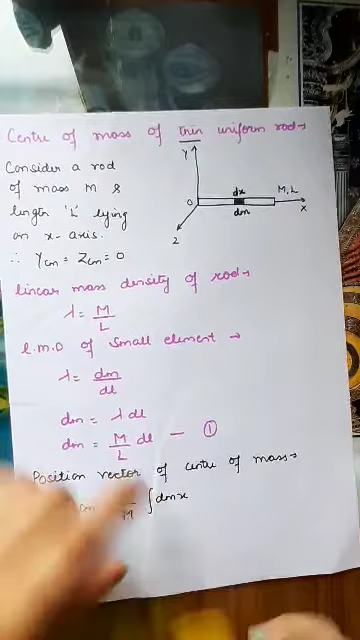 Centre of mass of thin uniform rod→
Consider a rod
of mass M &
length 'L' lying
on x-axis.
∴ Ycm = Zcm = 0
Y
O
dx
dm
M, L
X
Z
linear mass density of rod→
λ = M/L
l.m.D of small element →
λ = dm/dl
dm = λ dl
dm = M/L dl — ①
Position vector of centre of mass→
∫dmx